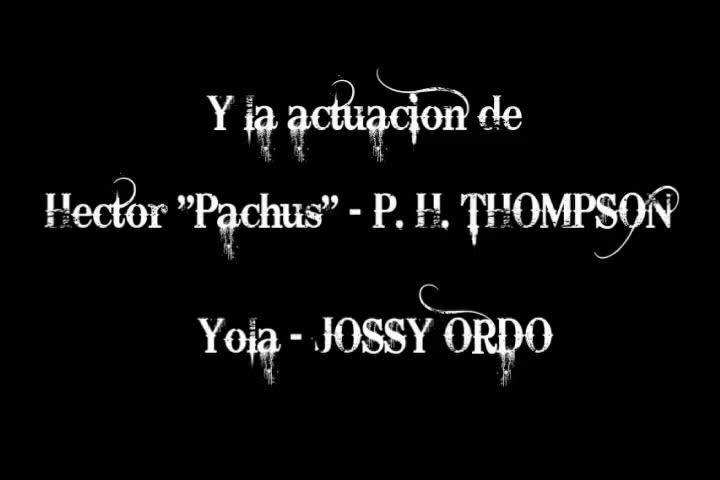 Y la actuacion de
Hector "Pachus" - P. H. THOMPSON
Yola - JOSSY ORDO